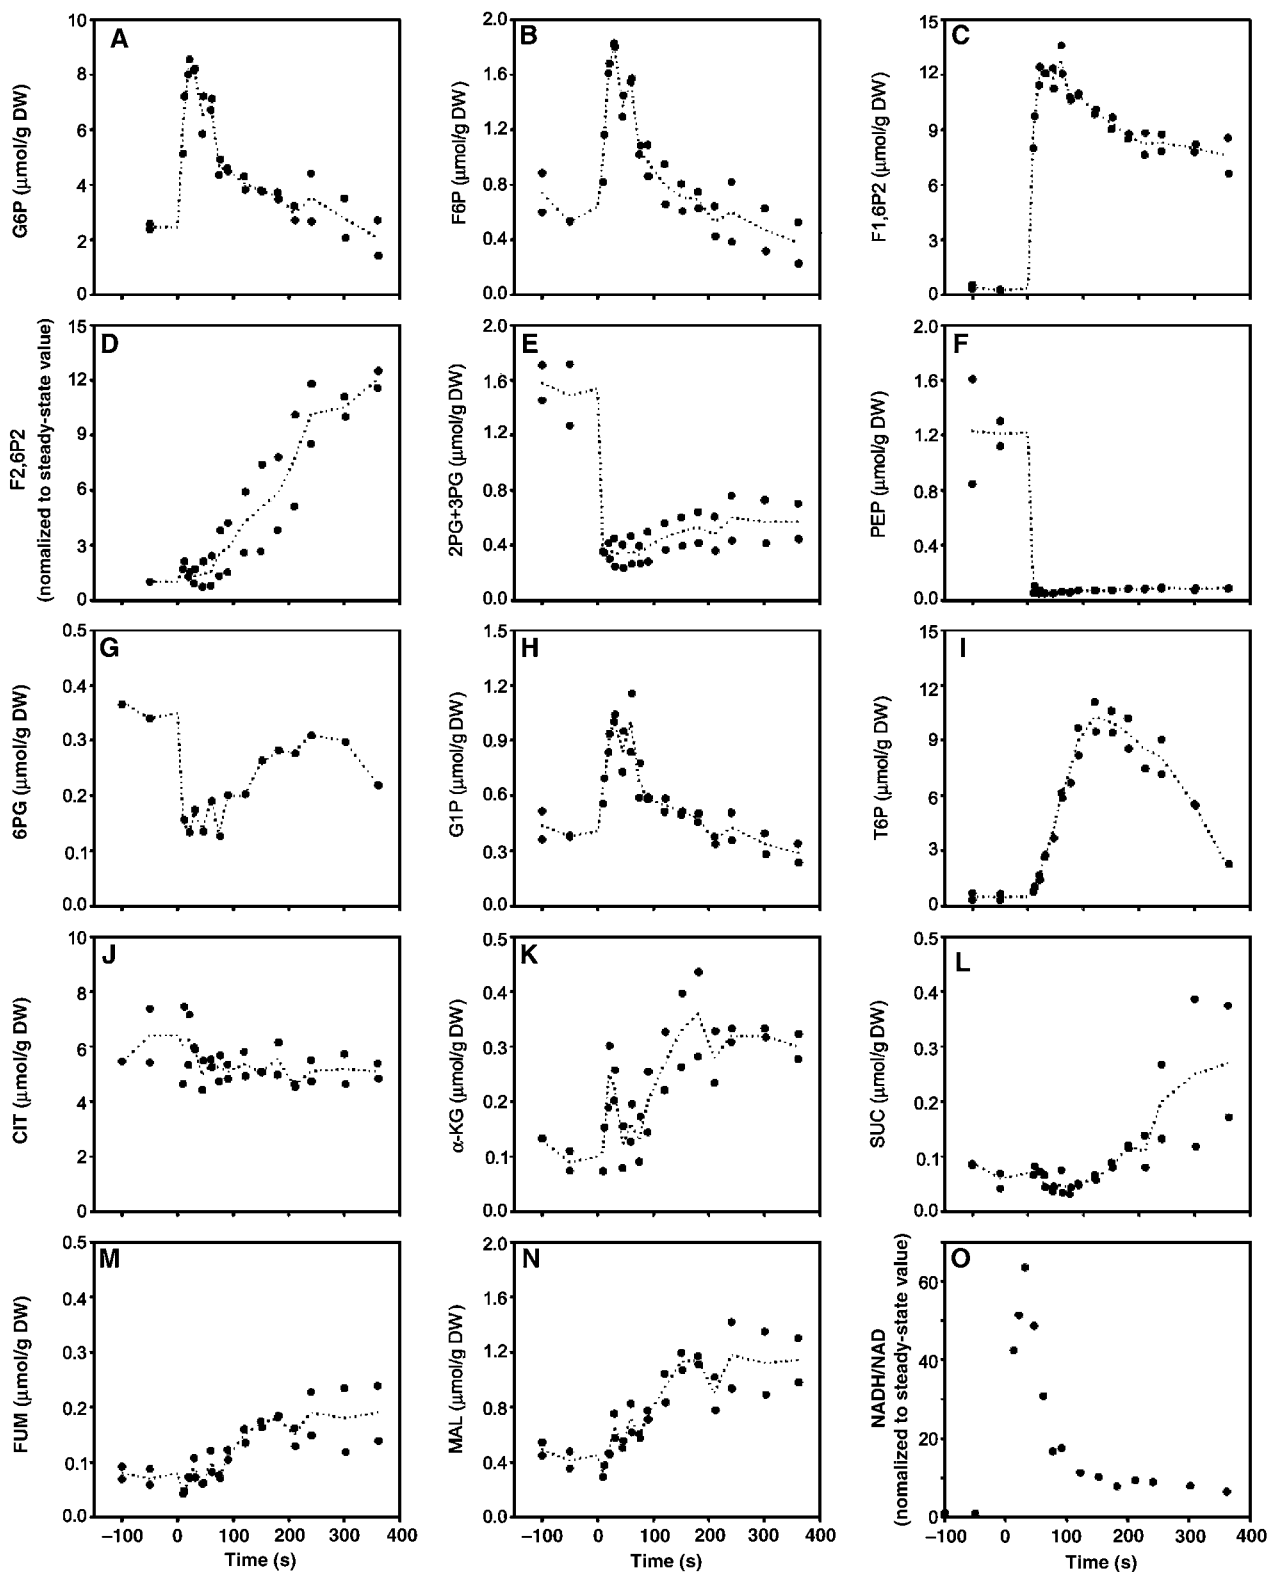 A
G6P (μmol/g DW)
10
8
6
4
2
0
B
F6P (μmol/g DW)
2.0
1.6
1.2
0.8
0.4
0.0
C
F1,6P2 (μmol/g DW)
15
12
9
6
3
0
D
F2,6P2
(nomalized to steady-state value)
15
12
9
6
3
0
E
2PG+3PG (μmol/g DW)
2.0
1.6
1.2
0.8
0.4
0.0
F
PEP (μmol/g DW)
2.0
1.6
1.2
0.8
0.4
0.0
G
6PG (μmol/g DW)
0.5
0.4
0.3
0.2
0.1
0.0
H
G1P (μmol/g DW)
1.5
1.2
0.9
0.6
0.3
0.0
I
T6P (μmol/g DW)
15
12
9
6
3
0
J
CIT (μmol/g DW)
10
8
6
4
2
0
K
α-KG (μmol/g DW)
0.5
0.4
0.3
0.2
0.1
0.0
L
SUC (μmol/g DW)
0.5
0.4
0.3
0.2
0.1
0.0
M
FUM (μmol/g DW)
0.5
0.4
0.3
0.2
0.1
0.0
−100 0 100 200 300 400
Time (s)
N
MAL (μmol/g DW)
2.0
1.6
1.2
0.8
0.4
0.0
−100 0 100 200 300 400
Time (s)
O
NADH/NAD
(normalized to steady-state value)
60
40
20
0
−100 0 100 200 300 400
Time (s)